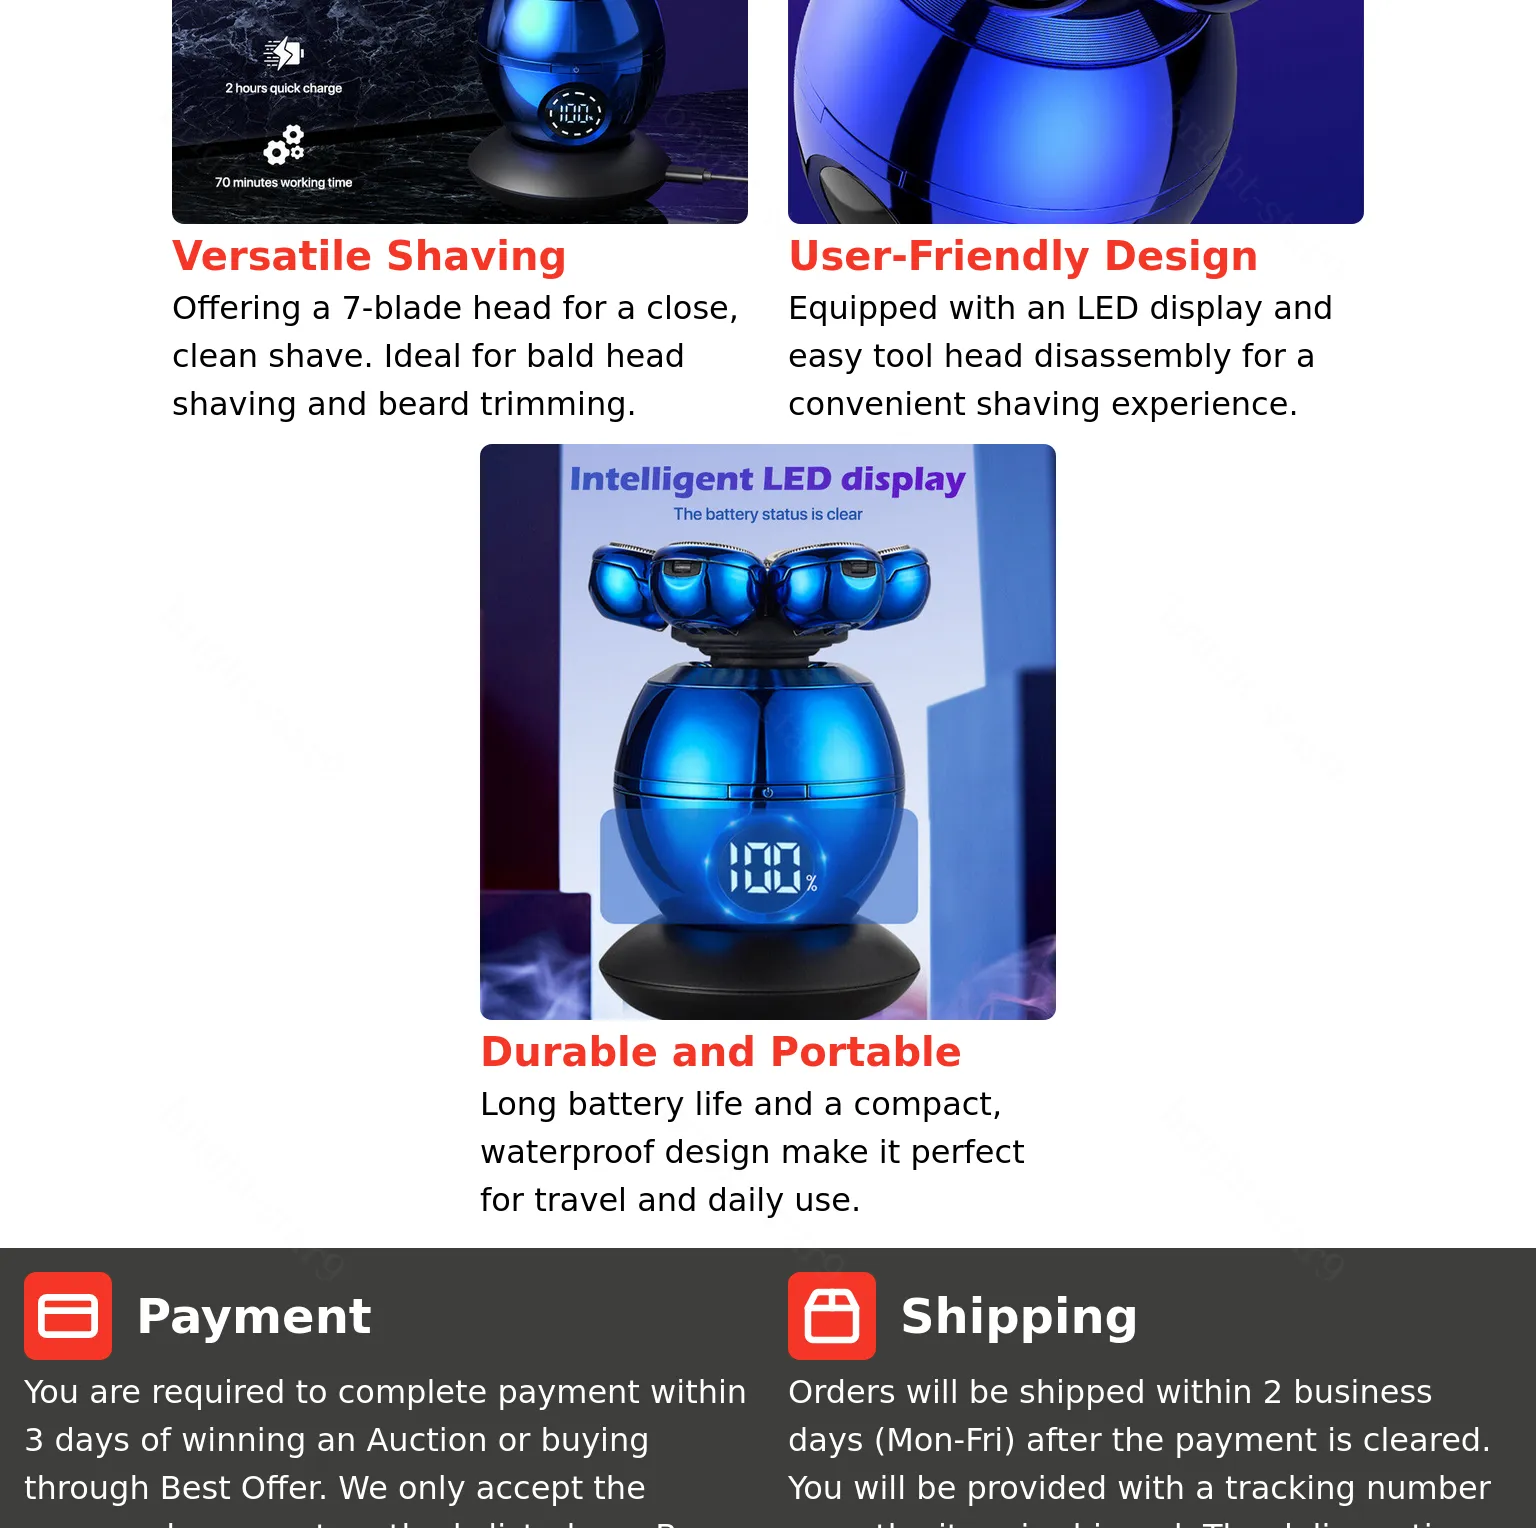 2 hours quick charge
100%
70 minutes working time
Versatile Shaving
Offering a 7-blade head for a close,
clean shave. Ideal for bald head
shaving and beard trimming.
User-Friendly Design
Equipped with an LED display and
easy tool head disassembly for a
convenient shaving experience.
Intelligent LED display
The battery status is clear
100%
Durable and Portable
Long battery life and a compact,
waterproof design make it perfect
for travel and daily use.
Payment
You are required to complete payment within
3 days of winning an Auction or buying
through Best Offer. We only accept the
Shipping
Orders will be shipped within 2 business
days (Mon-Fri) after the payment is cleared.
You will be provided with a tracking number